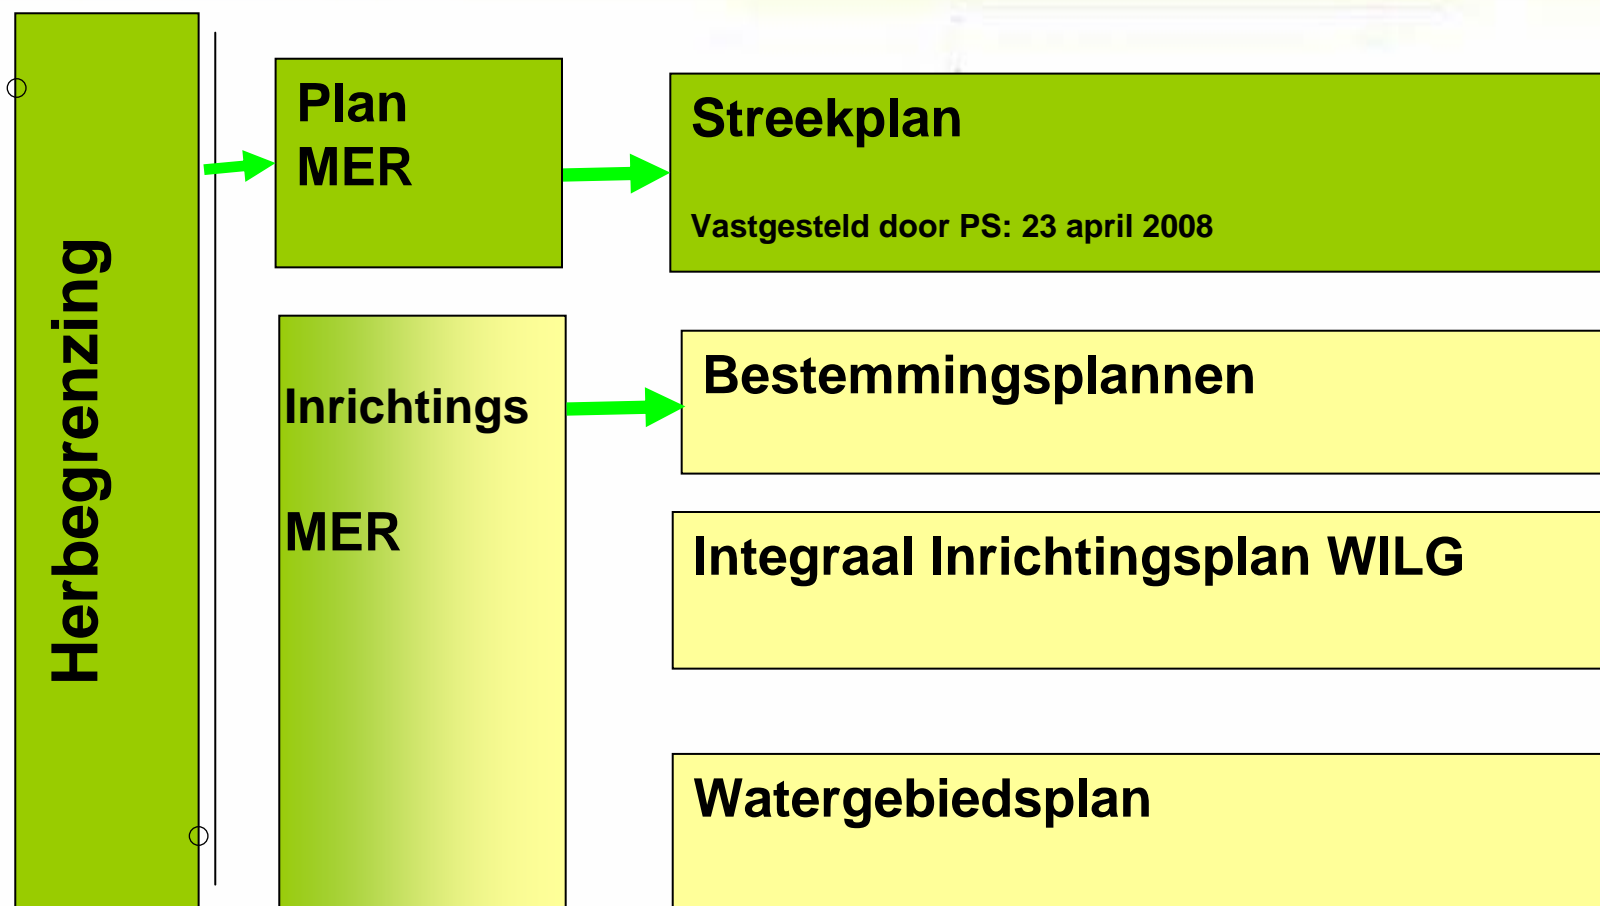 Herbegrenzing
Plan
MER
Streekplan
Vastgesteld door PS: 23 april 2008
Inrichtings
MER
Bestemmingsplannen
Integraal Inrichtingsplan WILG
Watergebiedsplan